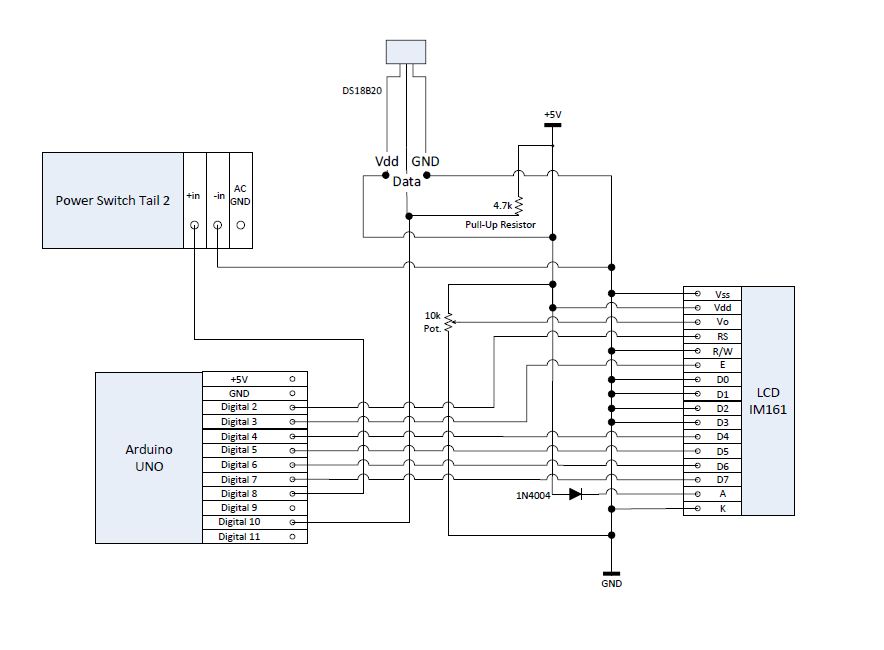 DS18B20
+5V
Vdd GND
Data
Power Switch Tail 2
+in
-in
AC
GND
4.7k
Pull-Up Resistor
10k
Pot.
Vss
Vdd
Vo
RS
R/W
E
D0
D1
D2
D3
D4
D5
D6
D7
A
K
LCD
IM161
Arduino
UNO
+5V
GND
Digital 2
Digital 3
Digital 4
Digital 5
Digital 6
Digital 7
Digital 8
Digital 9
Digital 10
Digital 11
1N4004
GND